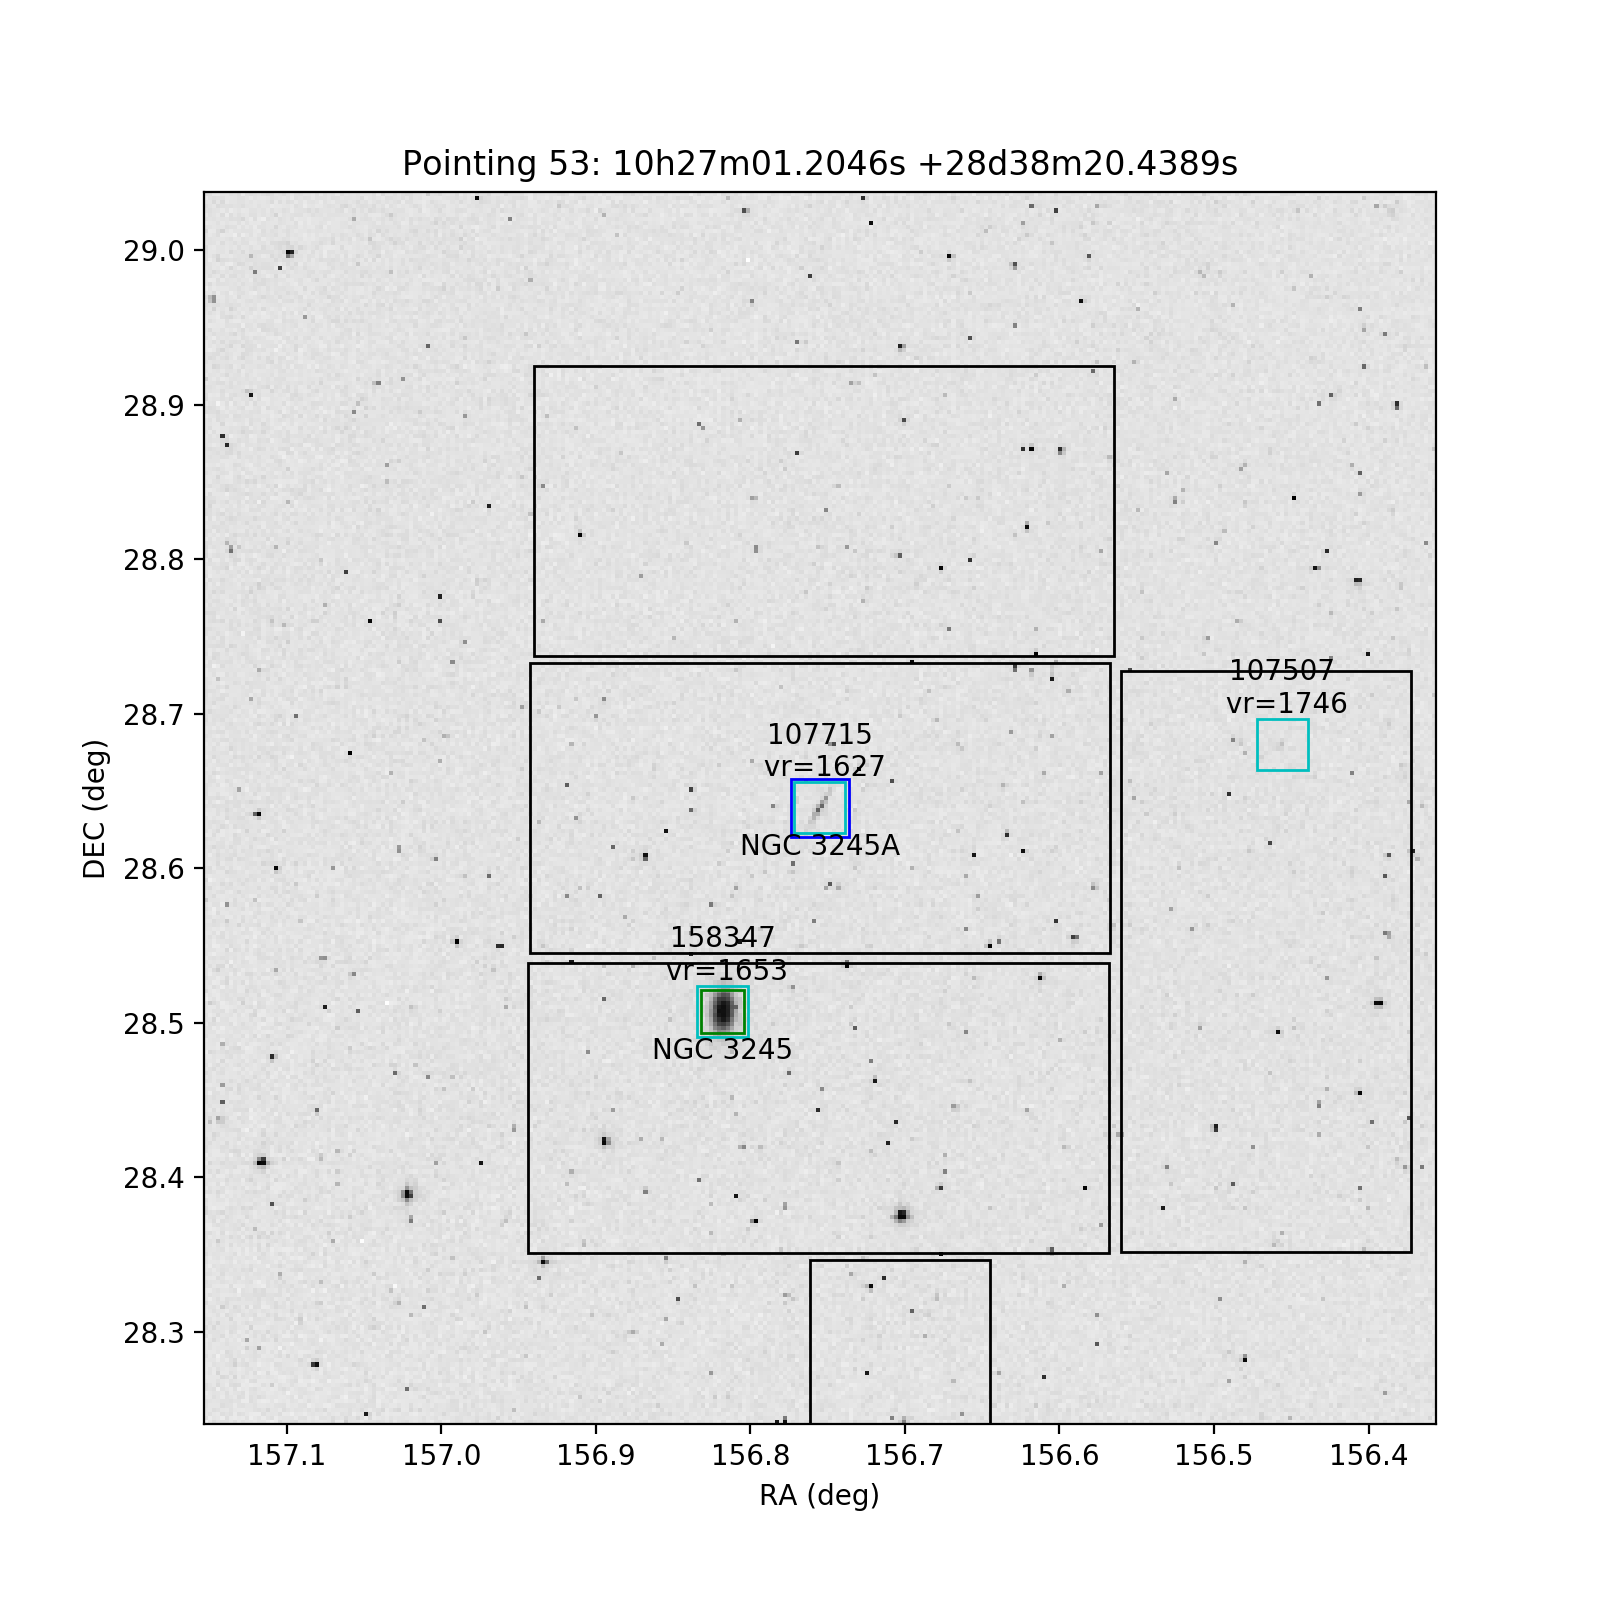 Pointing 53: 10h27m01.2046s +28d38m20.4389s
29.0
28.9
28.8
28.7
28.6
28.5
28.4
28.3
DEC (deg)
107507
vr=1746
107715
vr=1627
NGC 3245A
158347
vr=1653
NGC 3245
157.1 157.0 156.9 156.8 156.7 156.6 156.5 156.4
RA (deg)